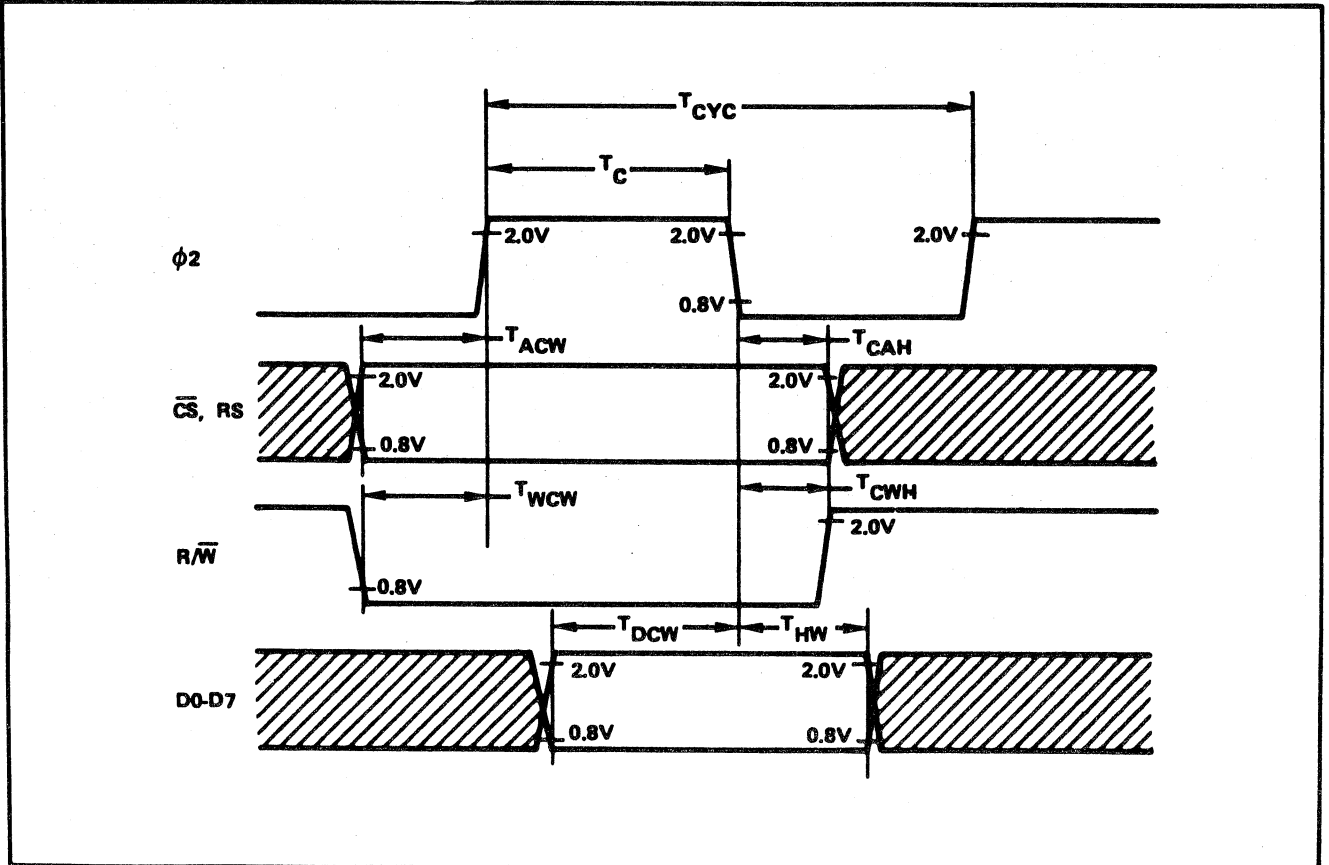 TCYC
TC
ϕ2
2.0V 2.0V 2.0V
0.8V
TACW TCAH
2.0V 2.0V
C̅S̅, RS
0.8V 0.8V
TWCW TCWH
2.0V
R/W̅
0.8V
TDCW THW
2.0V 2.0V
D0-D7
0.8V 0.8V